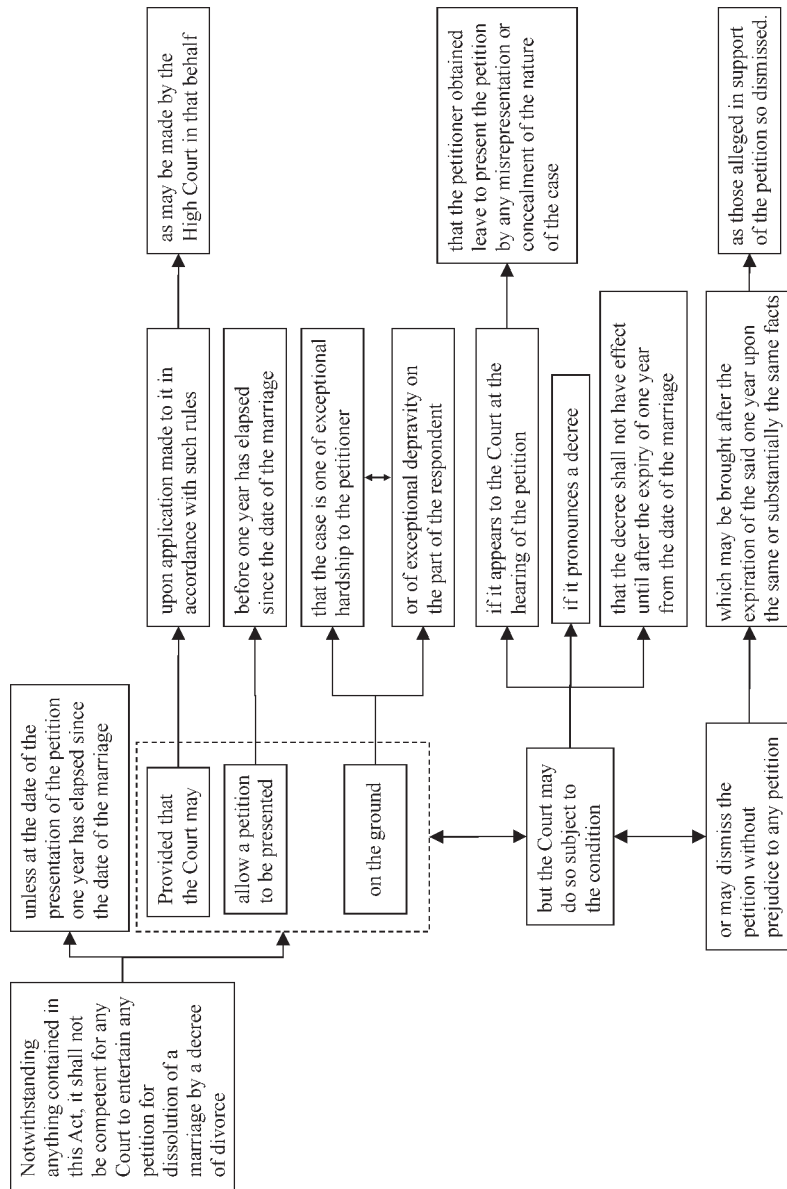 Notwithstanding
anything contained in
this Act, it shall not
be competent for any
Court to entertain any
petition for
dissolution of a
marriage by a decree
of divorce
unless at the date of the
presentation of the petition
one year has elapsed since
the date of the marriage
Provided that
the Court may
upon application made to it in
accordance with such rules
as may be made by the
High Court in that behalf
allow a petition
to be presented
before one year has elapsed
since the date of the marriage
on the ground
that the case is one of exceptional
hardship to the petitioner
or of exceptional depravity on
the part of the respondent
but the Court may
do so subject to
the condition
if it appears to the Court at the
hearing of the petition
that the petitioner obtained
leave to present the petition
by any misrepresentation or
concealment of the nature
of the case
if it pronounces a decree
that the decree shall not have effect
until after the expiry of one year
from the date of the marriage
or may dismiss the
petition without
prejudice to any petition
which may be brought after the
expiration of the said one year upon
the same or substantially the same facts
as those alleged in support
of the petition so dismissed.